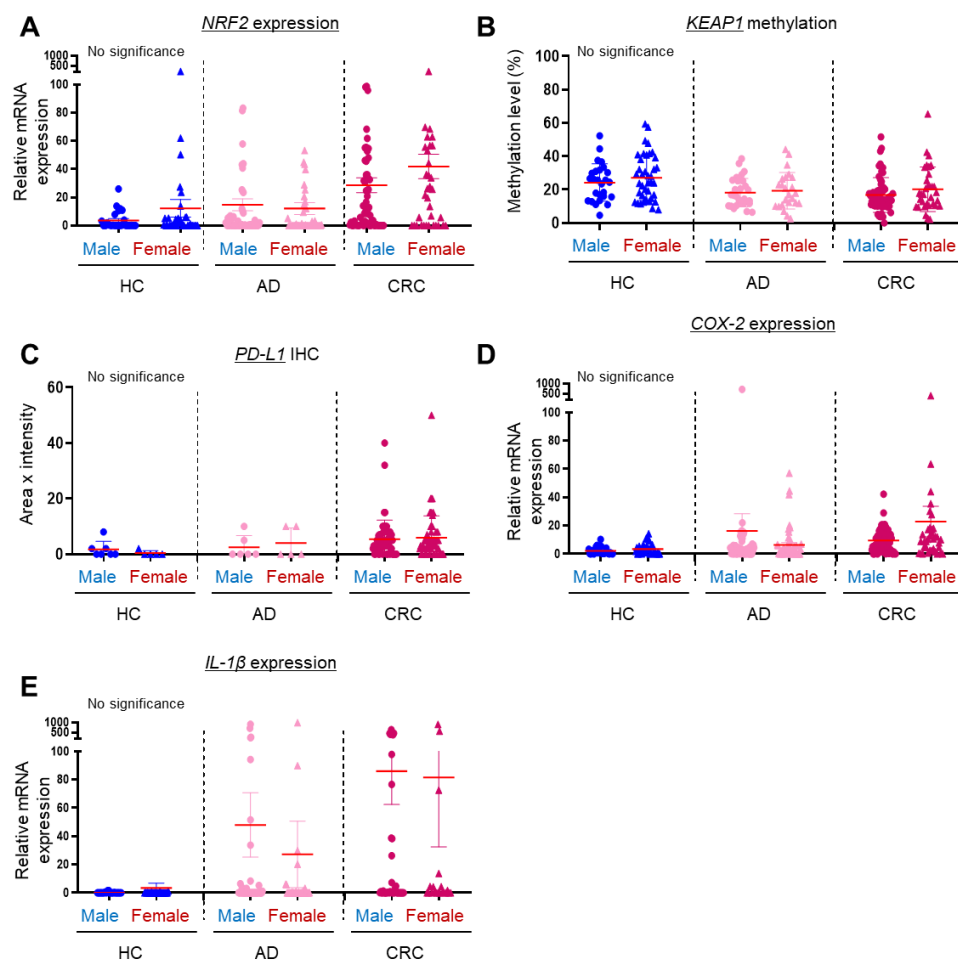 A
NRF2 expression
No significance
Relative mRNA
expression
1000
500
100
80
60
40
20
0
Male Female Male Female Male Female
HC AD CRC
B
KEAP1 methylation
No significance
Methylation level (%)
100
80
60
40
20
0
Male Female Male Female Male Female
HC AD CRC
C
PD-L1 IHC
No significance
Area x intensity
60
40
20
0
Male Female Male Female Male Female
HC AD CRC
D
COX-2 expression
No significance
Relative mRNA
expression
1000
500
100
80
60
40
20
0
Male Female Male Female Male Female
HC AD CRC
E
IL-1β expression
No significance
Relative mRNA
expression
1000
500
100
80
60
40
20
0
Male Female Male Female Male Female
HC AD CRC